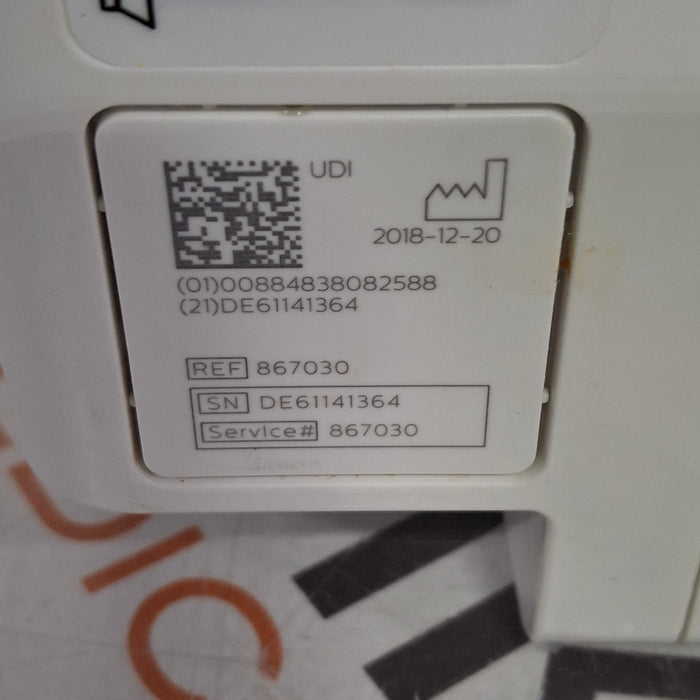 UDI
2018-12-20
(01)00884838082588
(21)DE61141364
REF 867030
SN DE61141364
Service# 867030